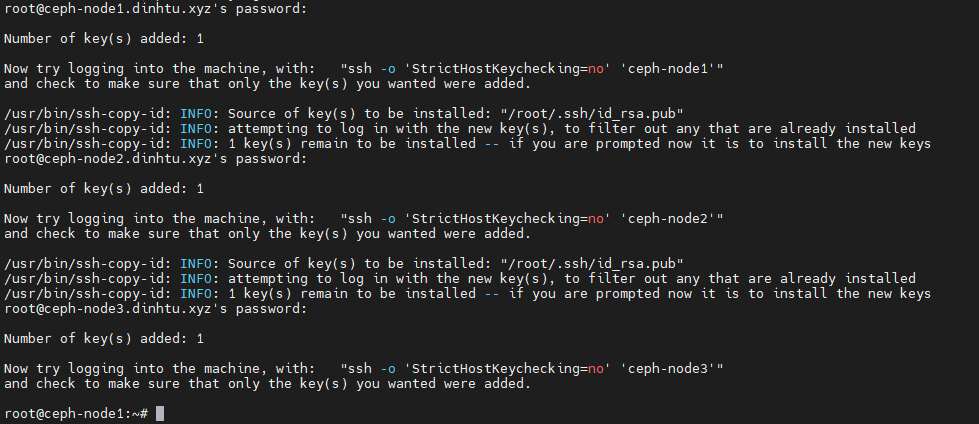 root@ceph-node1.dinhtu.xyz's password:
Number of key(s) added: 1
Now try logging into the machine, with:   "ssh -o 'StrictHostKeychecking=no' 'ceph-node1'"
and check to make sure that only the key(s) you wanted were added.
/usr/bin/ssh-copy-id: INFO: Source of key(s) to be installed: "/root/.ssh/id_rsa.pub"
/usr/bin/ssh-copy-id: INFO: attempting to log in with the new key(s), to filter out any that are already installed
/usr/bin/ssh-copy-id: INFO: 1 key(s) remain to be installed -- if you are prompted now it is to install the new keys
root@ceph-node2.dinhtu.xyz's password:
Number of key(s) added: 1
Now try logging into the machine, with:   "ssh -o 'StrictHostKeychecking=no' 'ceph-node2'"
and check to make sure that only the key(s) you wanted were added.
/usr/bin/ssh-copy-id: INFO: Source of key(s) to be installed: "/root/.ssh/id_rsa.pub"
/usr/bin/ssh-copy-id: INFO: attempting to log in with the new key(s), to filter out any that are already installed
/usr/bin/ssh-copy-id: INFO: 1 key(s) remain to be installed -- if you are prompted now it is to install the new keys
root@ceph-node3.dinhtu.xyz's password:
Number of key(s) added: 1
Now try logging into the machine, with:   "ssh -o 'StrictHostKeychecking=no' 'ceph-node3'"
and check to make sure that only the key(s) you wanted were added.
root@ceph-node1:~#